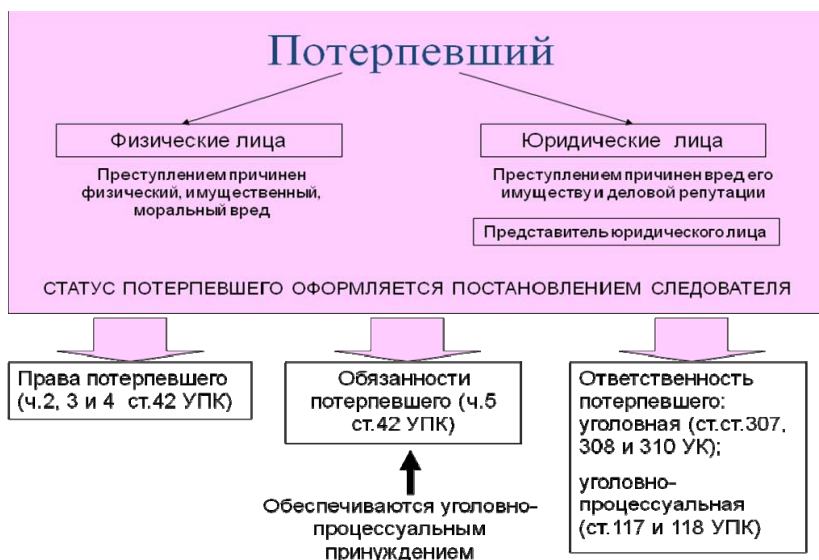 Потерпевший
Физические лица
Преступлением причинен
физический, имущественный,
моральный вред
Юридические лица
Преступлением причинен вред его
имуществу и деловой репутации
Представитель юридического лица
СТАТУС ПОТЕРПЕВШЕГО ОФОРМЛЯЕТСЯ ПОСТАНОВЛЕНИЕМ СЛЕДОВАТЕЛЯ
Права потерпевшего
(ч.2, 3 и 4 ст.42 УПК)
Обязанности
потерпевшего (ч.5
ст.42 УПК)
Обеспечиваются уголовно-
процессуальным
принуждением
Ответственность
потерпевшего:
уголовная (ст.ст.307,
308 и 310 УК);
уголовно-
процессуальная
(ст.117 и 118 УПК)